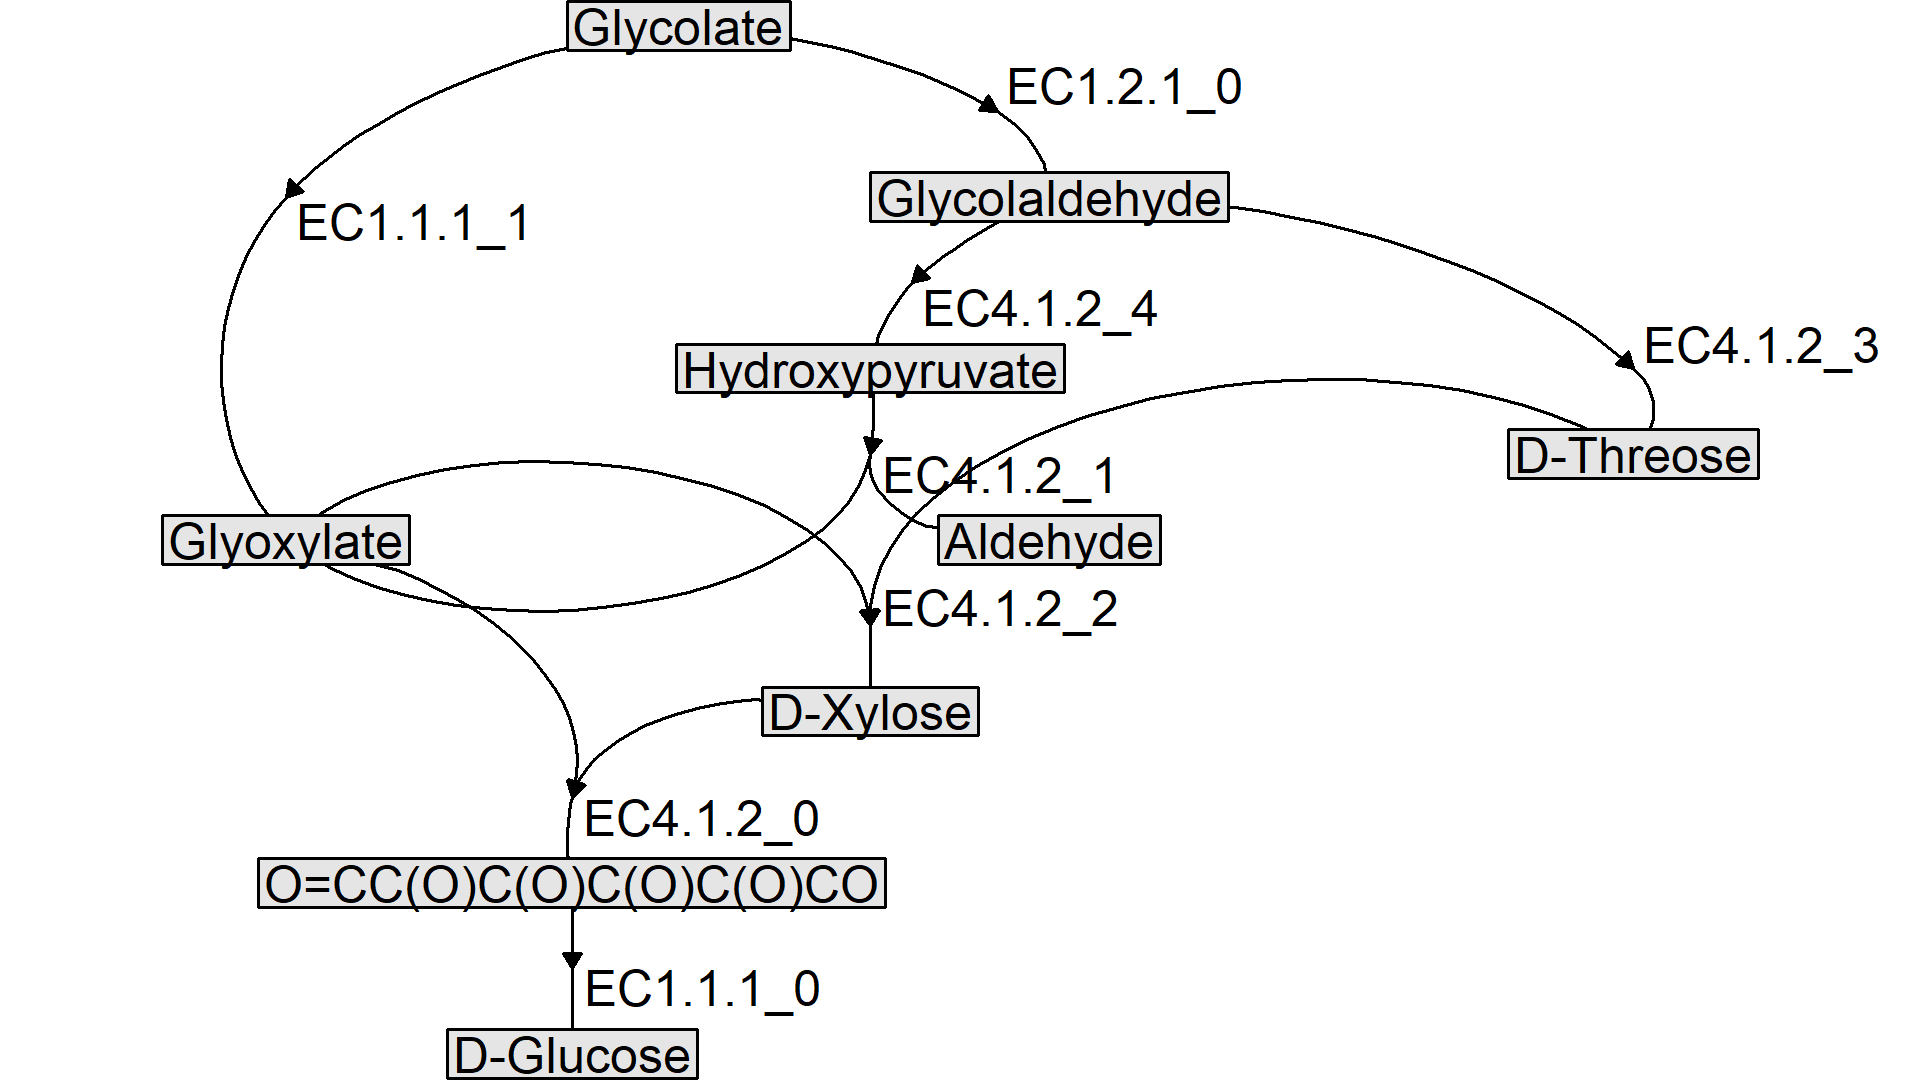 Glycolate
EC1.2.1_0
Glycolaldehyde
EC1.1.1_1
EC4.1.2_4
EC4.1.2_3
Hydroxypyruvate
D-Threose
EC4.1.2_1
Glyoxylate
Aldehyde
EC4.1.2_2
D-Xylose
EC4.1.2_0
O=CC(O)C(O)C(O)C(O)CO
EC1.1.1_0
D-Glucose